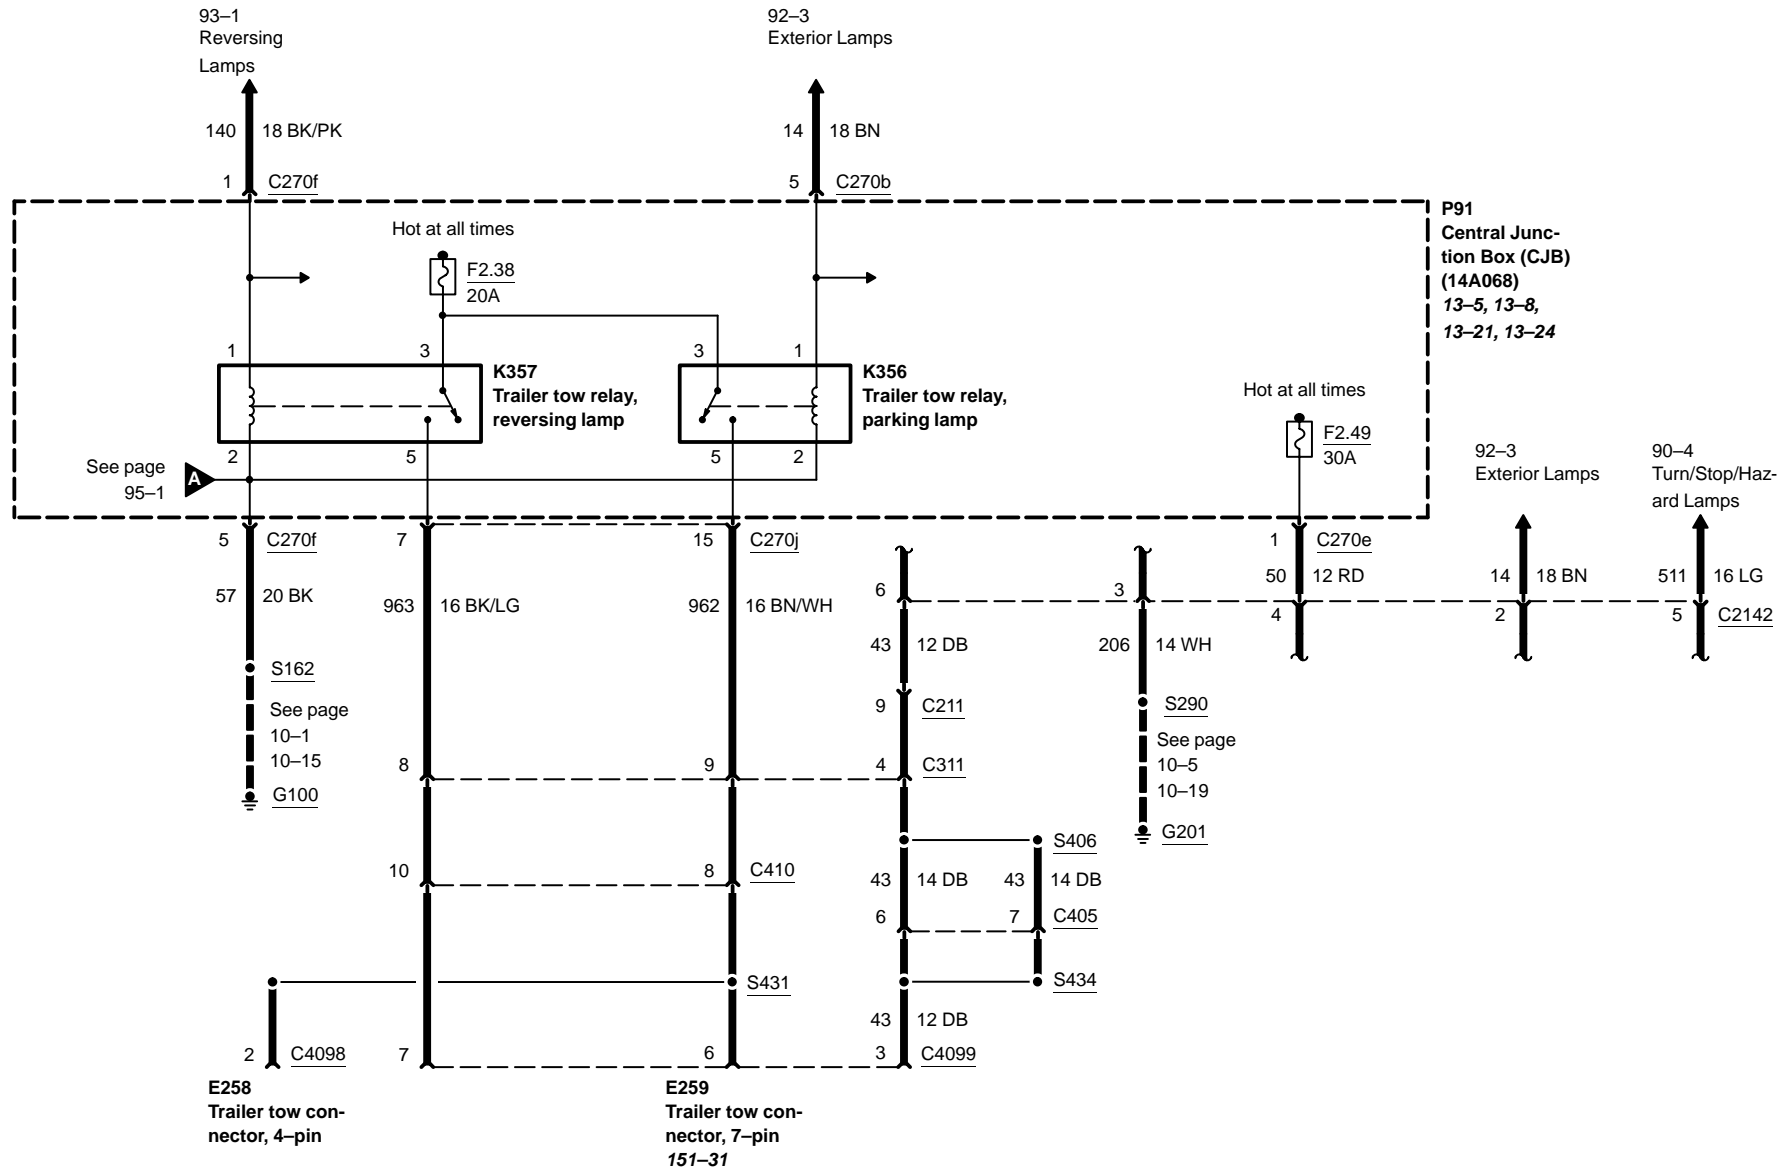 93–1
Reversing
Lamps
92–3
Exterior Lamps
140 18 BK/PK
14 18 BN
1 C270f
5 C270b
P91
Central Junc-
tion Box (CJB)
(14A068)
13–5, 13–8,
13–21, 13–24
Hot at all times
F2.38
20A
1 3
3 1
K357
Trailer tow relay,
reversing lamp
K356
Trailer tow relay,
parking lamp
2 5
5 2
See page
95–1
A
Hot at all times
F2.49
30A
92–3
Exterior Lamps
90–4
Turn/Stop/Haz-
ard Lamps
5 C270f
7
15 C270j
1 C270e
57 20 BK
963 16 BK/LG
962 16 BN/WH
6
3
50 12 RD
14 18 BN
511 16 LG
4
2
5 C2142
43 12 DB
206 14 WH
S162
See page
10–1
10–15
G100
9 C211
S290
See page
10–5
10–19
G201
8
9
4 C311
S406
10
8 C410
43 14 DB
43 14 DB
6
7 C405
S431
S434
43 12 DB
2 C4098
7
6
3 C4099
E258
Trailer tow con-
nector, 4–pin
E259
Trailer tow con-
nector, 7–pin
151–31